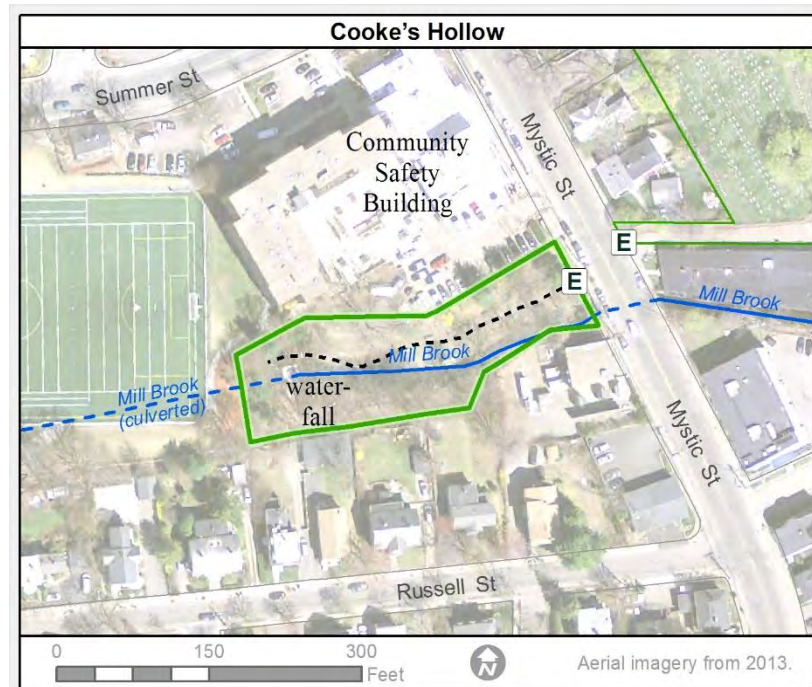 Cooke's Hollow
Summer St
Community
Safety
Building
Mystic St
E
E
Mill Brook
Mill Brook
Mill Brook
(culverted)
water-
fall
Mystic St
Russell St
0 150 300
Feet
N
Aerial imagery from 2013.